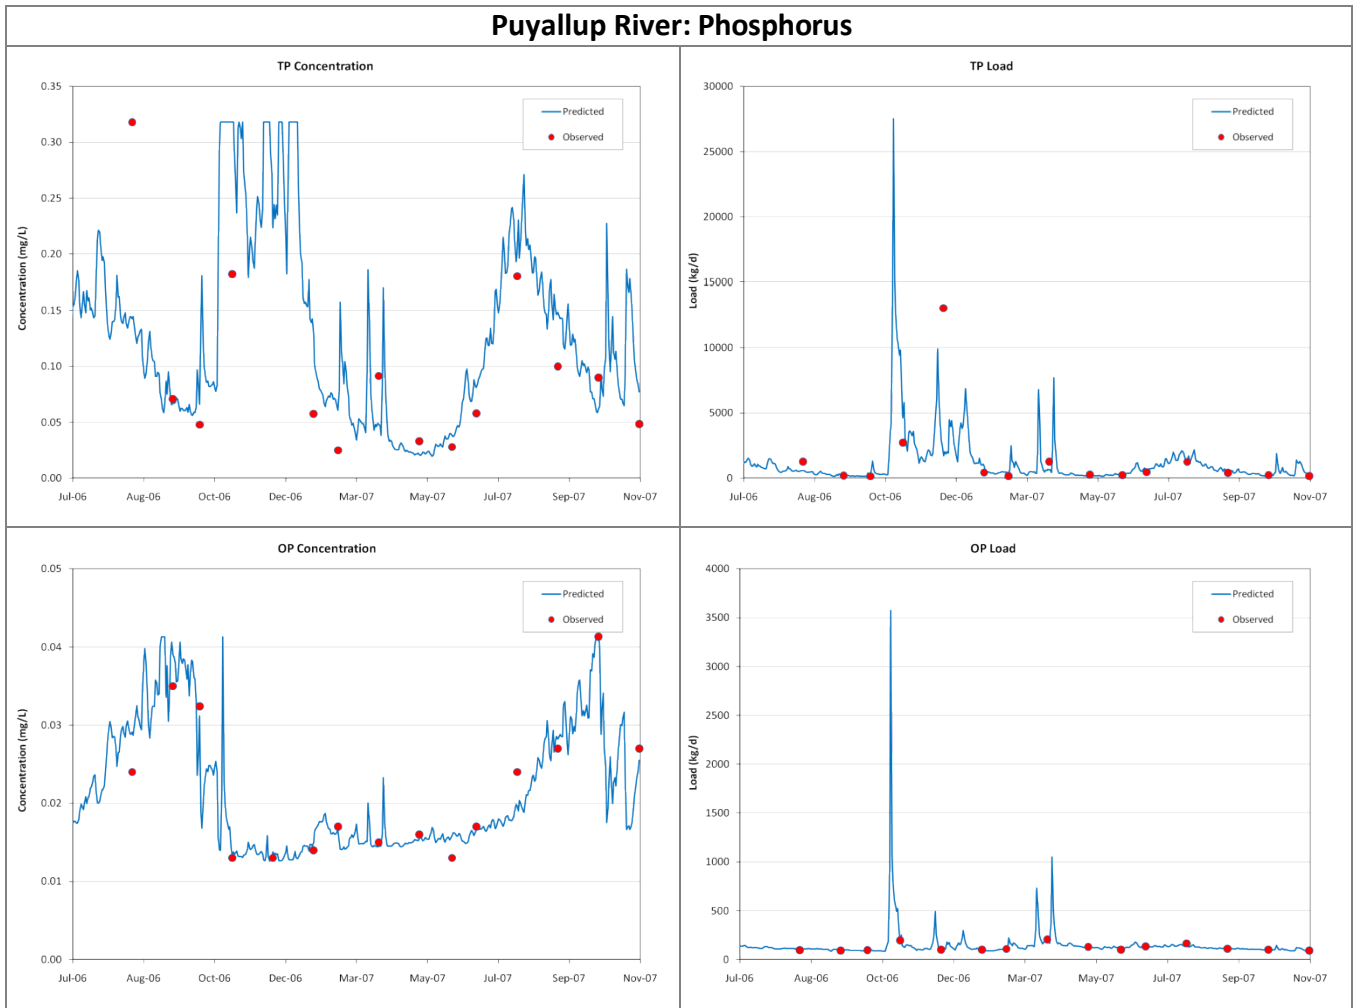 Puyallup River: Phosphorus
TP Concentration
Concentration (mg/L)
0.35
0.30
0.25
0.20
0.15
0.10
0.05
0.00
Jul-06 Aug-06 Oct-06 Dec-06 Mar-07 May-07 Jul-07 Sep-07 Nov-07
Predicted
Observed
TP Load
Load (kg/d)
30000
25000
20000
15000
10000
5000
0
Jul-06 Aug-06 Oct-06 Dec-06 Mar-07 May-07 Jul-07 Sep-07 Nov-07
Predicted
Observed
OP Concentration
Concentration (mg/L)
0.05
0.04
0.03
0.02
0.01
0.00
Jul-06 Aug-06 Oct-06 Dec-06 Mar-07 May-07 Jul-07 Sep-07 Nov-07
Predicted
Observed
OP Load
Load (kg/d)
4000
3500
3000
2500
2000
1500
1000
500
0
Jul-06 Aug-06 Oct-06 Dec-06 Mar-07 May-07 Jul-07 Sep-07 Nov-07
Predicted
Observed